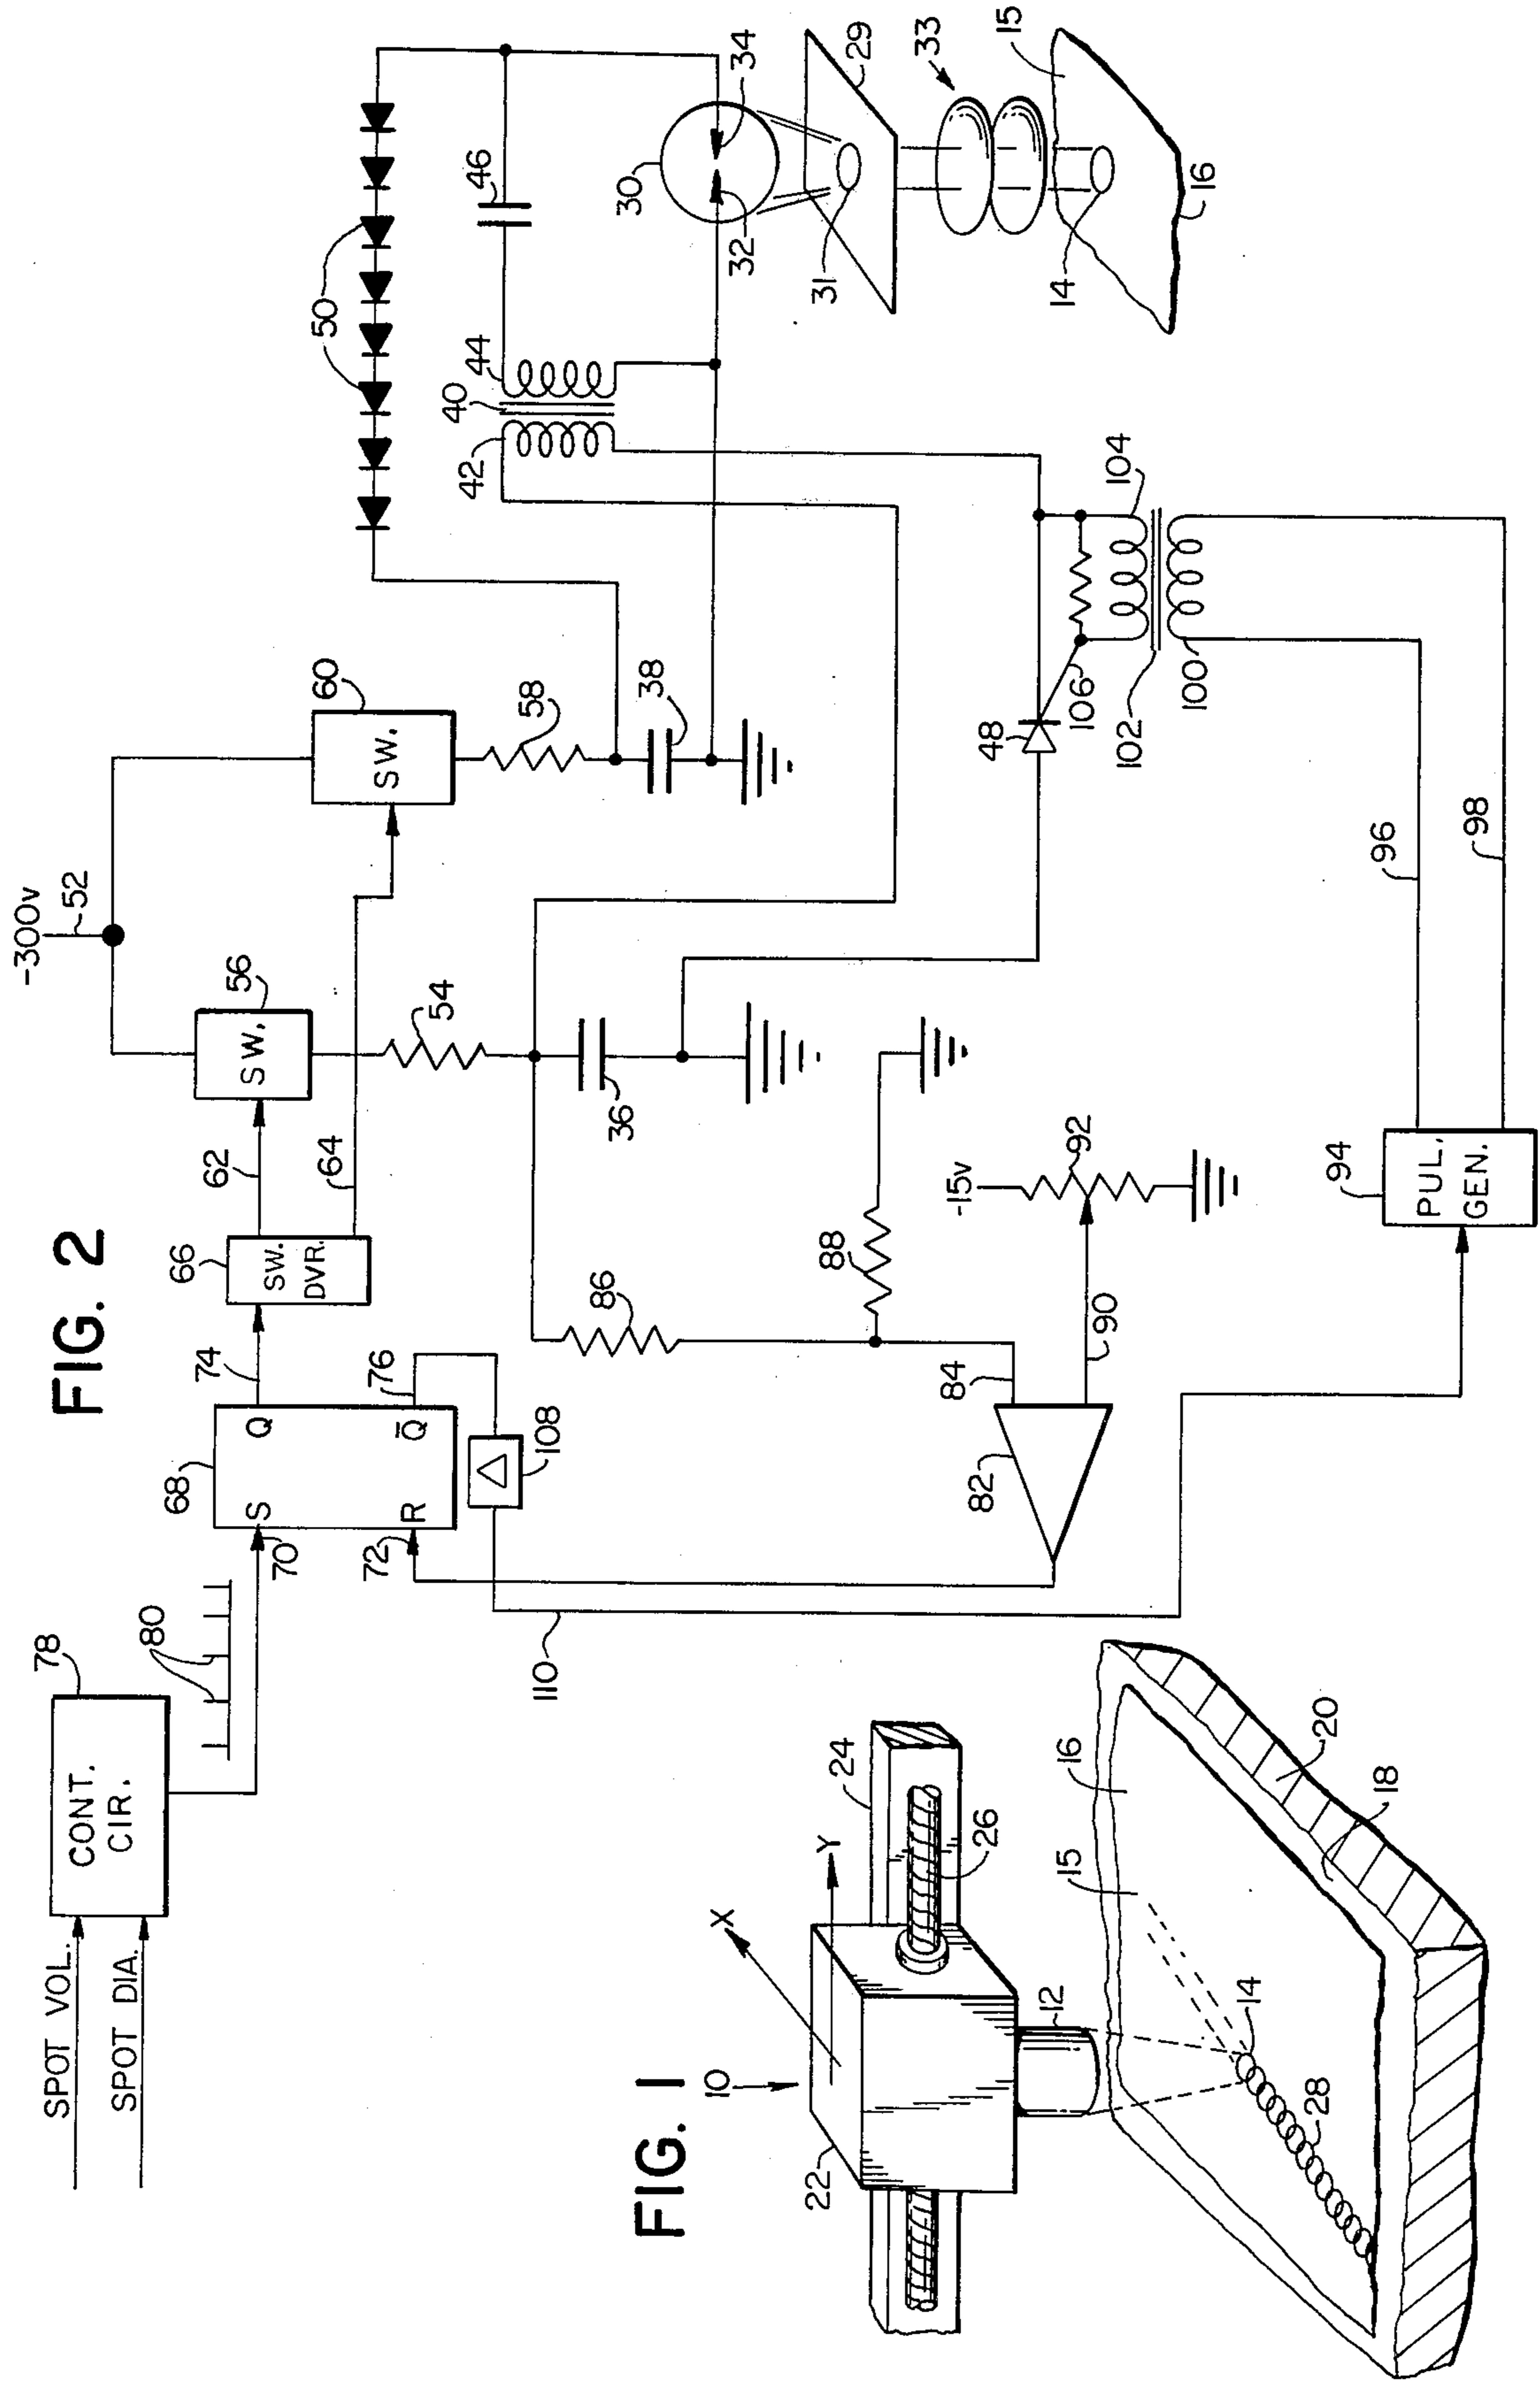 FIG. 2
-300v
52
56
SW.
60
SW.
54
58
62
64
66
SW.
DVR.
74
68
S
Q
R
Q̅
70
72
76
108
110
78
CONT.
CIR.
80
SPOT VOL.
SPOT DIA.
36
38
50
42
40
44
46
30
32
34
29
31
33
14
15
16
86
88
84
82
90
-15v
92
48
106
104
102
100
96
98
94
PUL.
GEN.
FIG. 1
10
22
12
24
26
X
Y
15
16
14
28
18
20